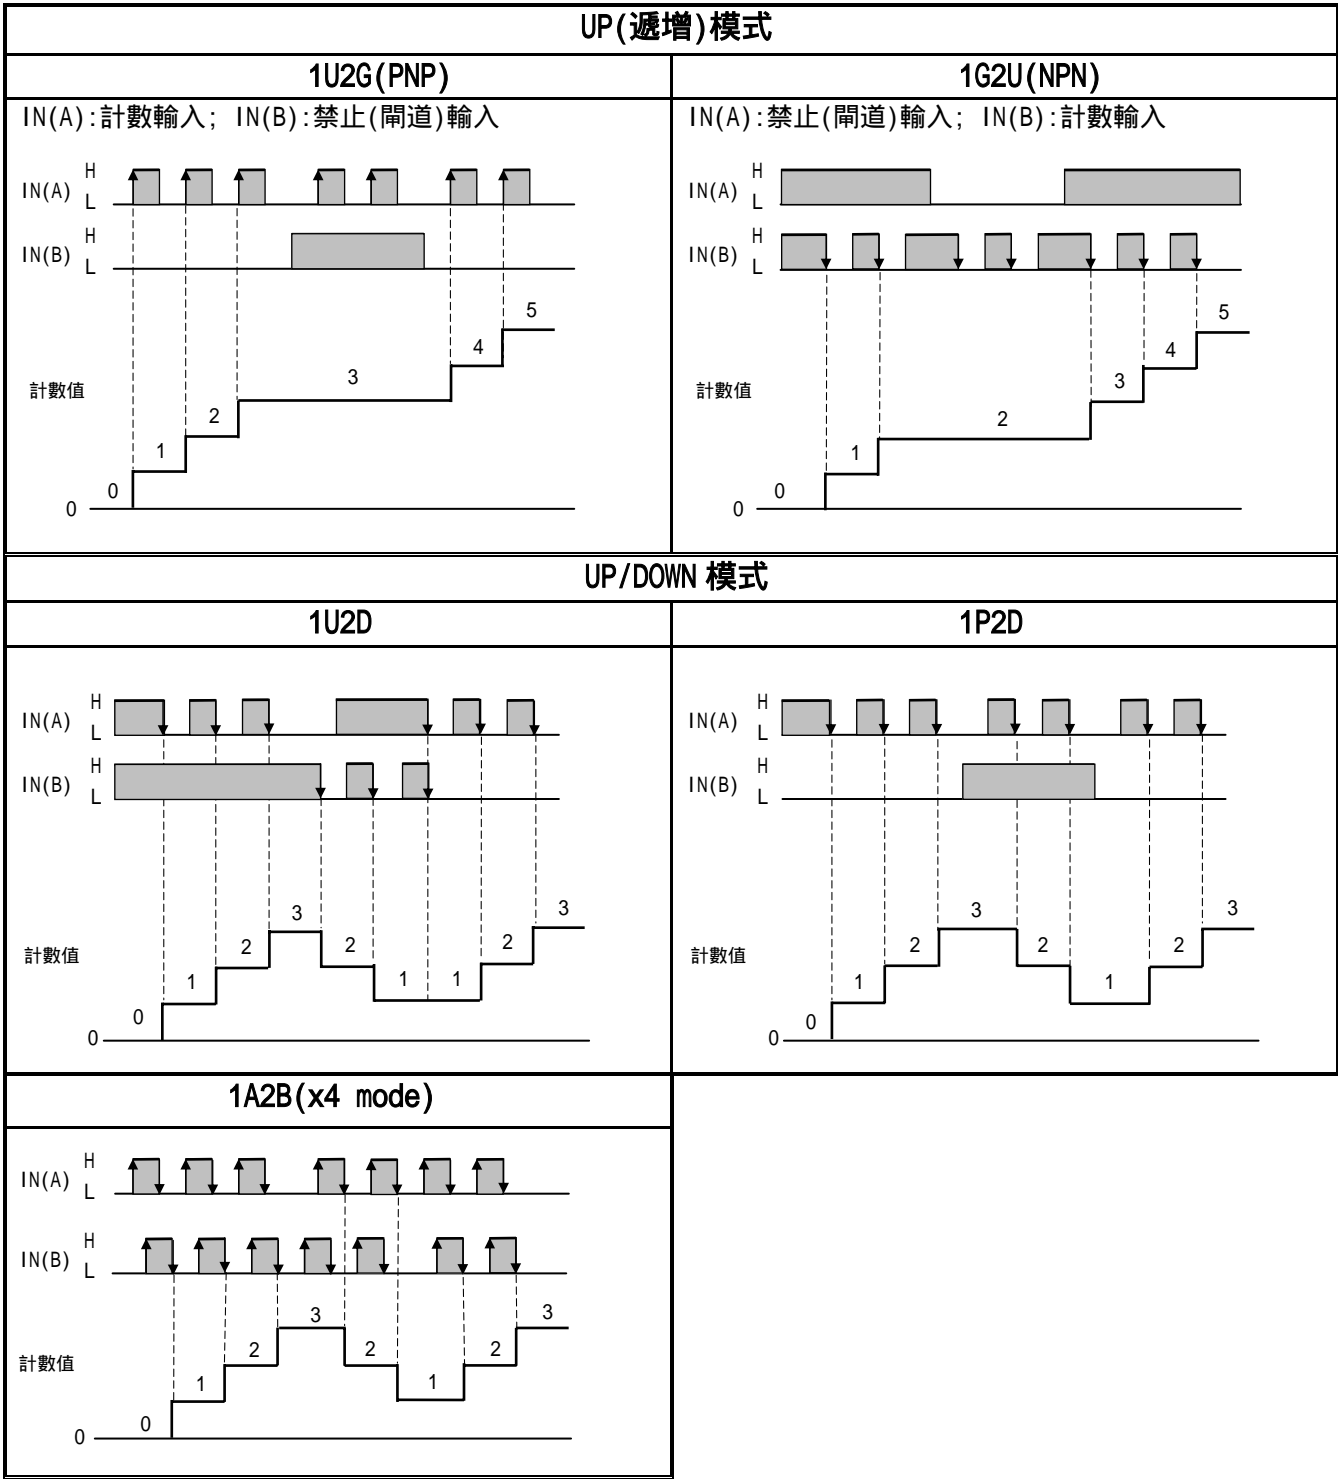 UP(遞增)模式
1U2G(PNP)
IN(A):計數輸入; IN(B):禁止(閘道)輸入
IN(A) H L
IN(B) H L
計數值
0 0 1 2 3 4 5
1G2U(NPN)
IN(A):禁止(閘道)輸入; IN(B):計數輸入
IN(A) H L
IN(B) H L
計數值
0 0 1 2 3 4 5
UP/DOWN 模式
1U2D
IN(A) H L
IN(B) H L
計數值
0 0 1 2 3 2 1 1 2 3
1P2D
IN(A) H L
IN(B) H L
計數值
0 0 1 2 3 2 1 2 3
1A2B(x4 mode)
IN(A) H L
IN(B) H L
計數值
0 0 1 2 3 2 1 2 3